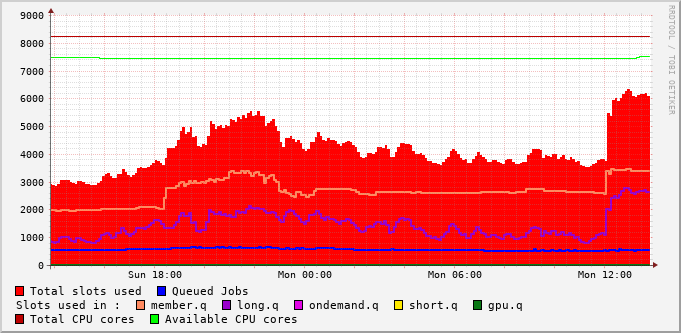 9000
8000
7000
6000
5000
4000
3000
2000
1000
0
Sun 18:00 Mon 00:00 Mon 06:00 Mon 12:00
RRDTOOL / TOBI OETIKER
Total slots used Queued Jobs
Slots used in : member.q long.q ondemand.q short.q gpu.q
Total CPU cores Available CPU cores